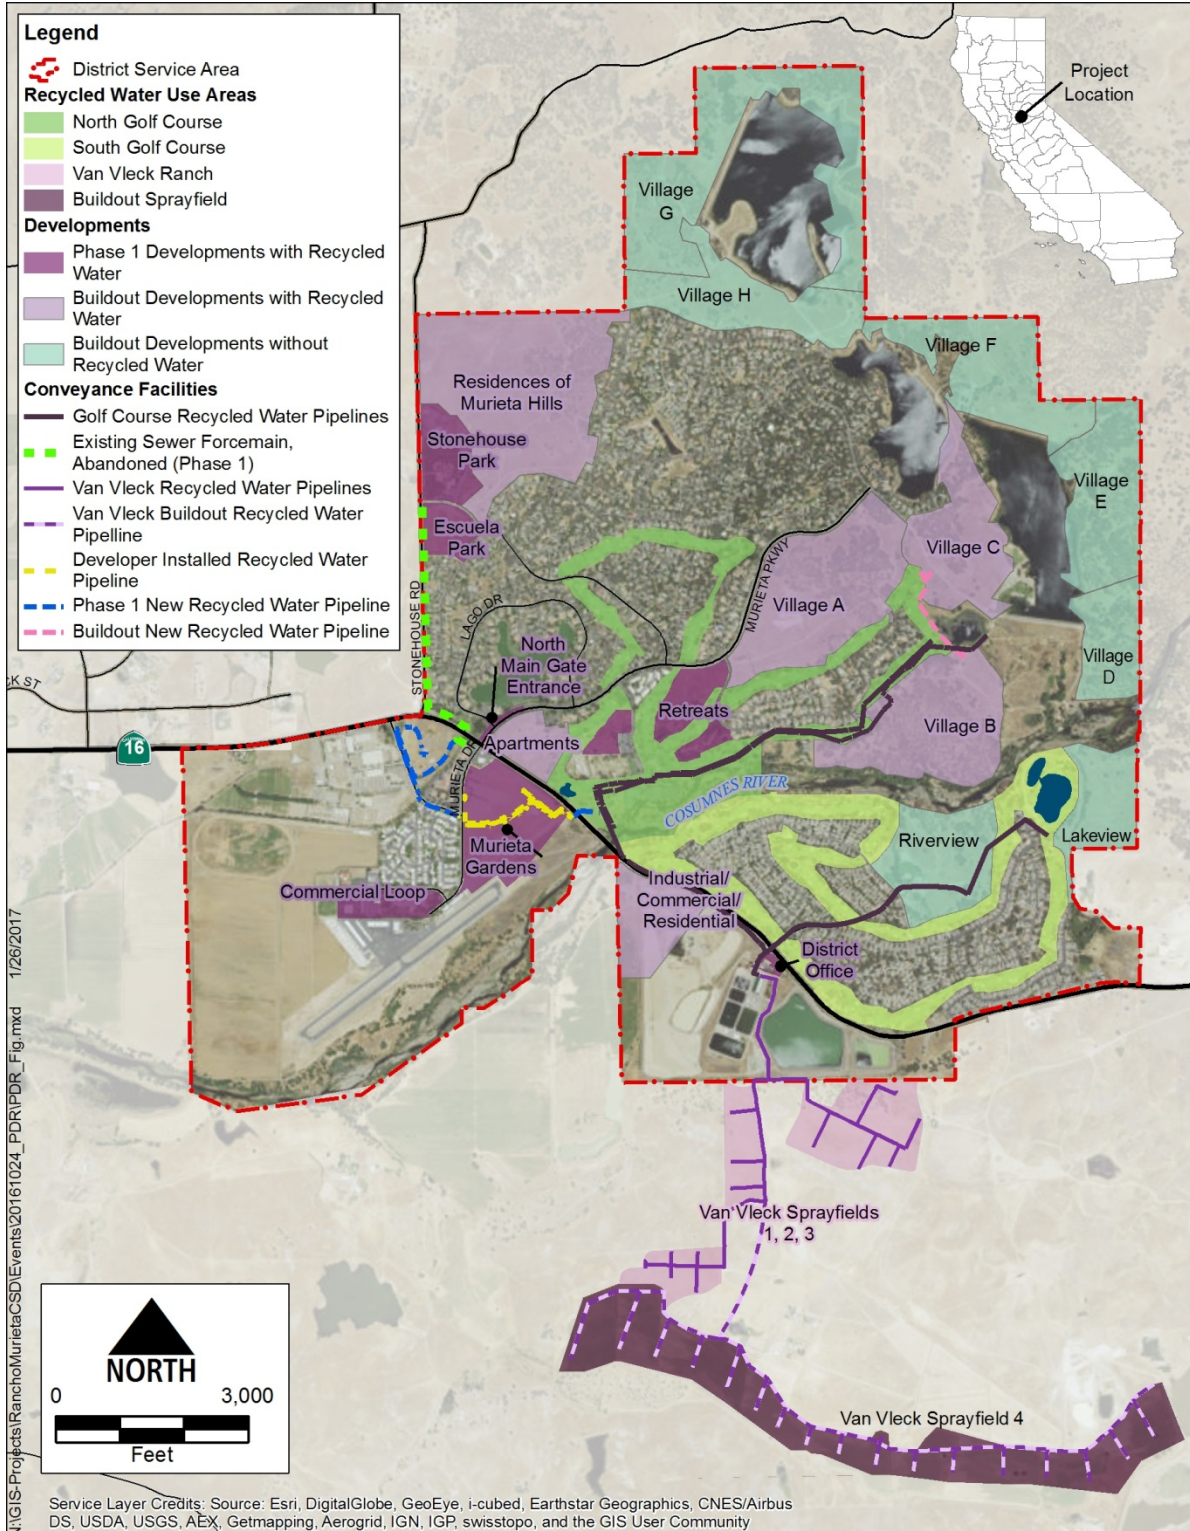 Legend
District Service Area
Recycled Water Use Areas
North Golf Course
South Golf Course
Van Vleck Ranch
Buildout Sprayfield
Developments
Phase 1 Developments with Recycled
Water
Buildout Developments with Recycled
Water
Buildout Developments without
Recycled Water
Conveyance Facilities
Golf Course Recycled Water Pipelines
Existing Sewer Forcemain,
Abandoned (Phase 1)
Van Vleck Recycled Water Pipelines
Van Vleck Buildout Recycled Water
Pipelline
Developer Installed Recycled Water
Pipeline
Phase 1 New Recycled Water Pipeline
Buildout New Recycled Water Pipeline
Project
Location
Village
G
Village H
Village F
Residences of
Murieta Hills
Stonehouse
Park
Village
E
Escuela
Park
Village C
MURIETA PKWY
Village A
STONEHOUSE RD
LAGO DR
North
Main Gate
Entrance
Village
D
CK ST
Retreats
Village B
16
Apartments
MURIETA DR
COSUMNES RIVER
Riverview
Lakeview
Murieta
Gardens
Commercial Loop
Industrial/
Commercial/
Residential
District
Office
Van Vleck Sprayfields
1, 2, 3
Van Vleck Sprayfield 4
NORTH
0 3,000
Feet
N:\GIS-Projects\RanchoMurietaCSD\Events\20161024_PDR\PDR_Fig.mxd 1/26/2017
Service Layer Credits: Source: Esri, DigitalGlobe, GeoEye, i-cubed, Earthstar Geographics, CNES/Airbus
DS, USDA, USGS, AEX, Getmapping, Aerogrid, IGN, IGP, swisstopo, and the GIS User Community